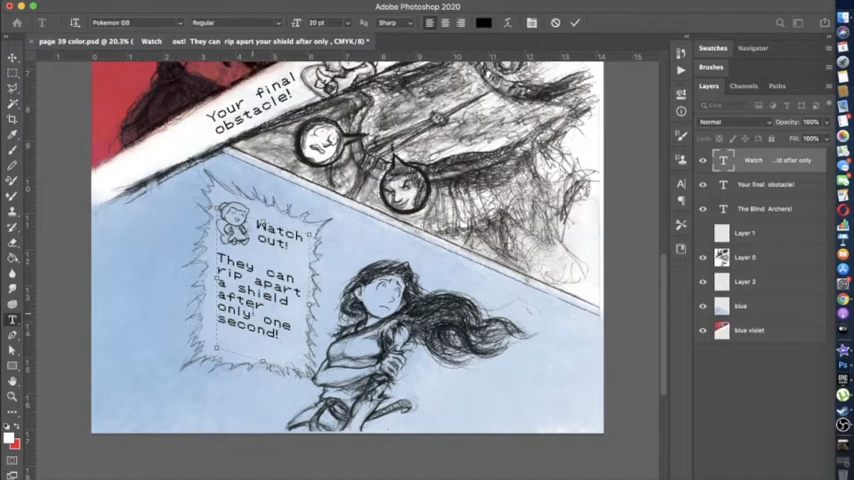 Adobe Photoshop 2020
Pokemon GB
Regular
20 pt
Sharp
page 39 color.psd @ 20.3% ( Watch out! They can rip apart your shield after only , CMYK/8) *
Swatches
Navigator
Brushes
Layers
Channels
Paths
Kind
Normal
Opacity: 100%
Lock:
Fill: 100%
Watch ...ld after only
Your final obstacle!
The Blind Archers!
Layer 1
Layer 0
Layer 2
blue
blue violet
Your final
obstacle!
Watch
out!
They can
rip apart
a shield
after
only one
second!